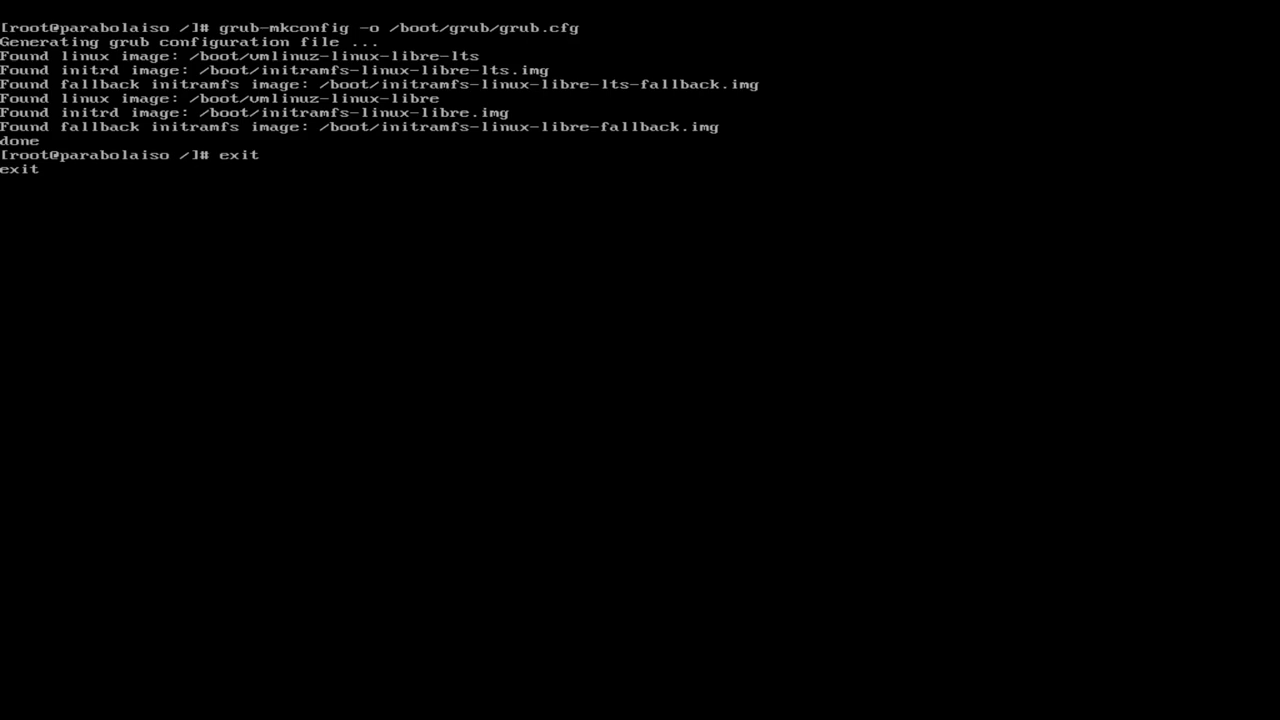 [root@parabolaiso /]# grub-mkconfig -o /boot/grub/grub.cfg
Generating grub configuration file ...
Found linux image: /boot/vmlinuz-linux-libre-lts
Found initrd image: /boot/initramfs-linux-libre-lts.img
Found fallback initramfs image: /boot/initramfs-linux-libre-lts-fallback.img
Found linux image: /boot/vmlinuz-linux-libre
Found initrd image: /boot/initramfs-linux-libre.img
Found fallback initramfs image: /boot/initramfs-linux-libre-fallback.img
done
[root@parabolaiso /]# exit
exit